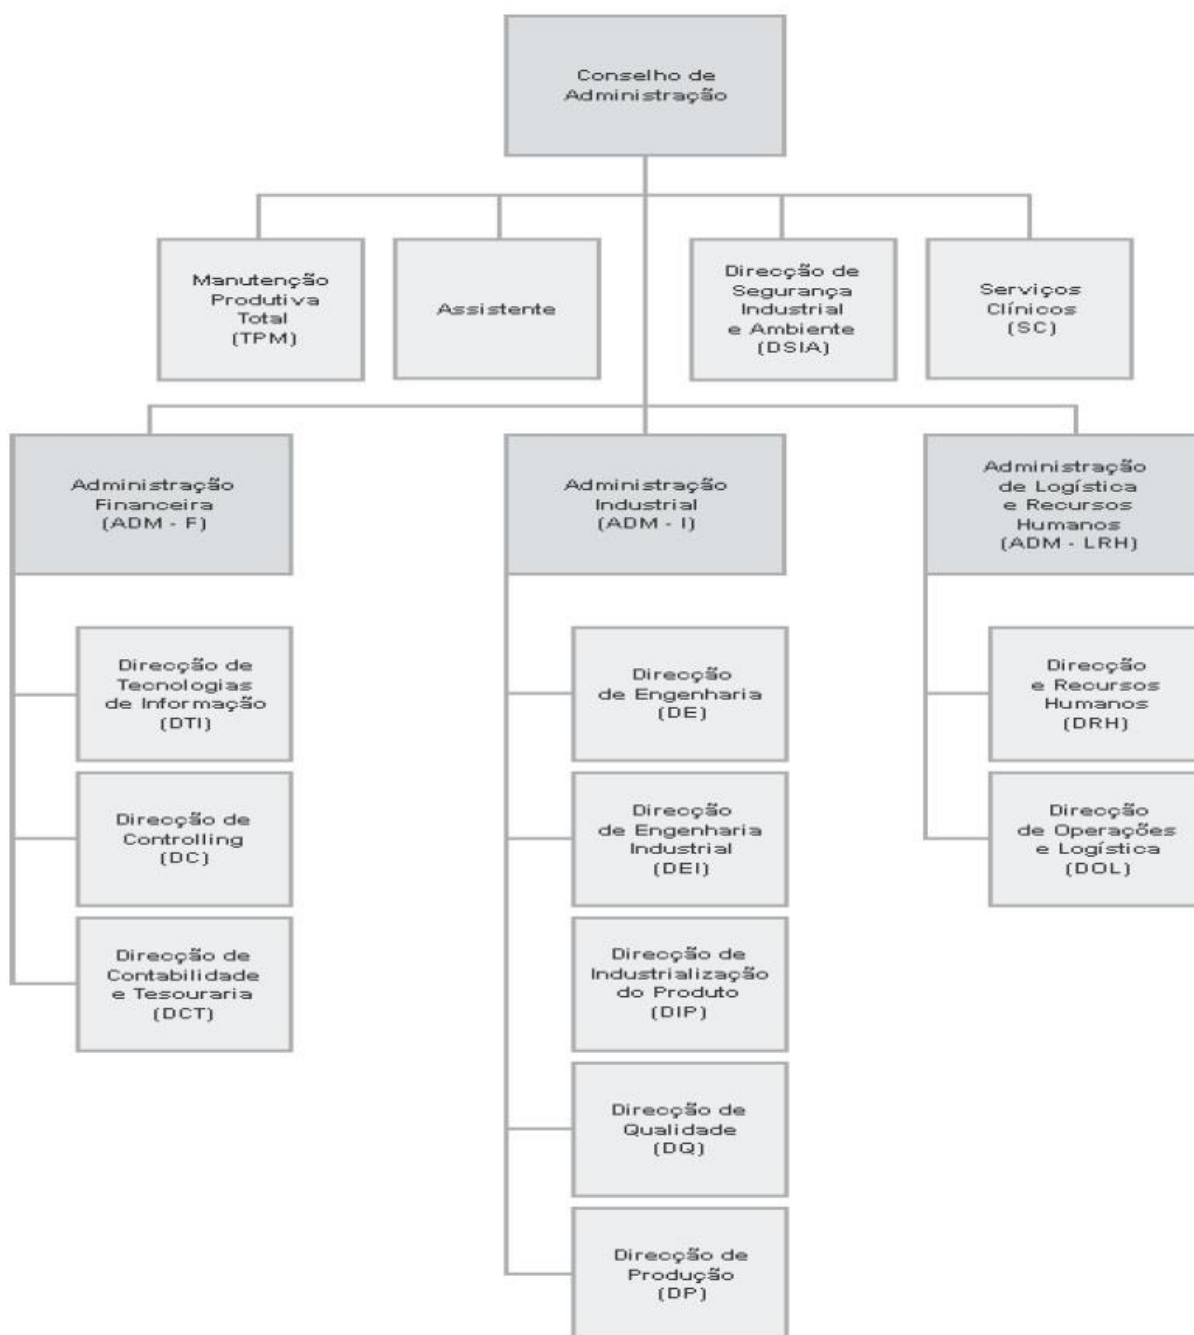 Conselho de
Administração
Manutenção
Produtiva
Total
(TPM)
Assistente
Direcção de
Segurança
Industrial
e Ambiente
(DSIA)
Serviços
Clínicos
(SC)
Administração
Financeira
(ADM - F)
Administração
Industrial
(ADM - I)
Administração
de Logística
e Recursos
Humanos
(ADM - LRH)
Direcção de
Tecnologias
de Informação
(DTI)
Direcção de
Controlling
(DC)
Direcção de
Contabilidade
e Tesouraria
(DCT)
Direcção
de Engenharia
(DE)
Direcção
de Engenharia
Industrial
(DEI)
Direcção de
Industrialização
do Produto
(DIP)
Direcção de
Qualidade
(DQ)
Direcção de
Produção
(DP)
Direcção
e Recursos
Humanos
(DRH)
Direcção
de Operações
e Logística
(DOL)